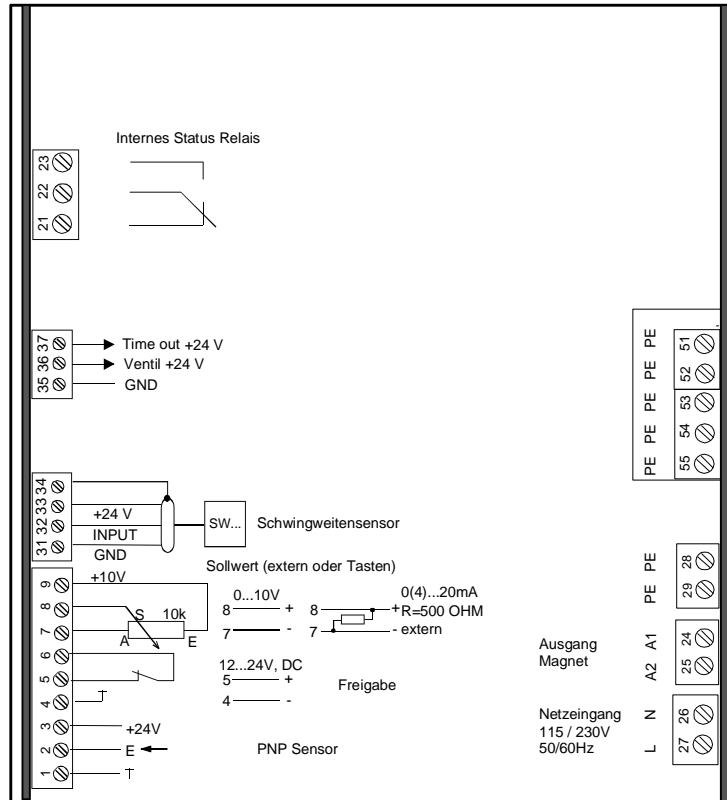 Internes Status Relais
23
22
21
37 Time out +24 V
36 Ventil +24 V
35 GND
34
33 +24 V
32 INPUT
31 GND
SW... Schwingweitensensor
Sollwert (extern oder Tasten)
9 +10V
8 S 10k
7 A E
6
5
4
3 +24V
2 E
1
0...10V
8 +
7 -
0(4)...20mA
8 + R=500 OHM
7 - extern
12...24V, DC
5 +
4 -
Freigabe
PNP Sensor
PE 51
PE 52
PE 53
PE 54
PE 55
PE 28
PE 29
Ausgang
Magnet
A1 24
A2 25
Netzeingang
115 / 230V
50/60Hz
N 26
L 27